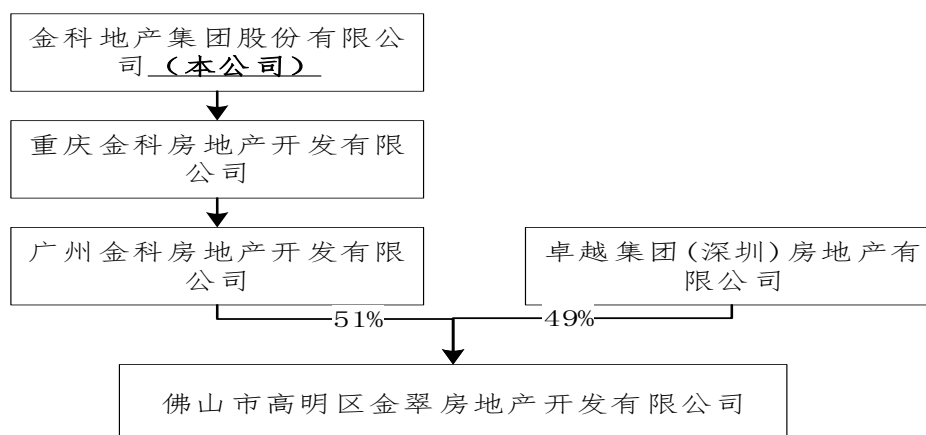 金科地产集团股份有限公
司（本公司）
重庆金科房地产开发有限
公司
广州金科房地产开发有限
公司
卓越集团(深圳)房地产有
限公司
51%
49%
佛山市高明区金翠房地产开发有限公司